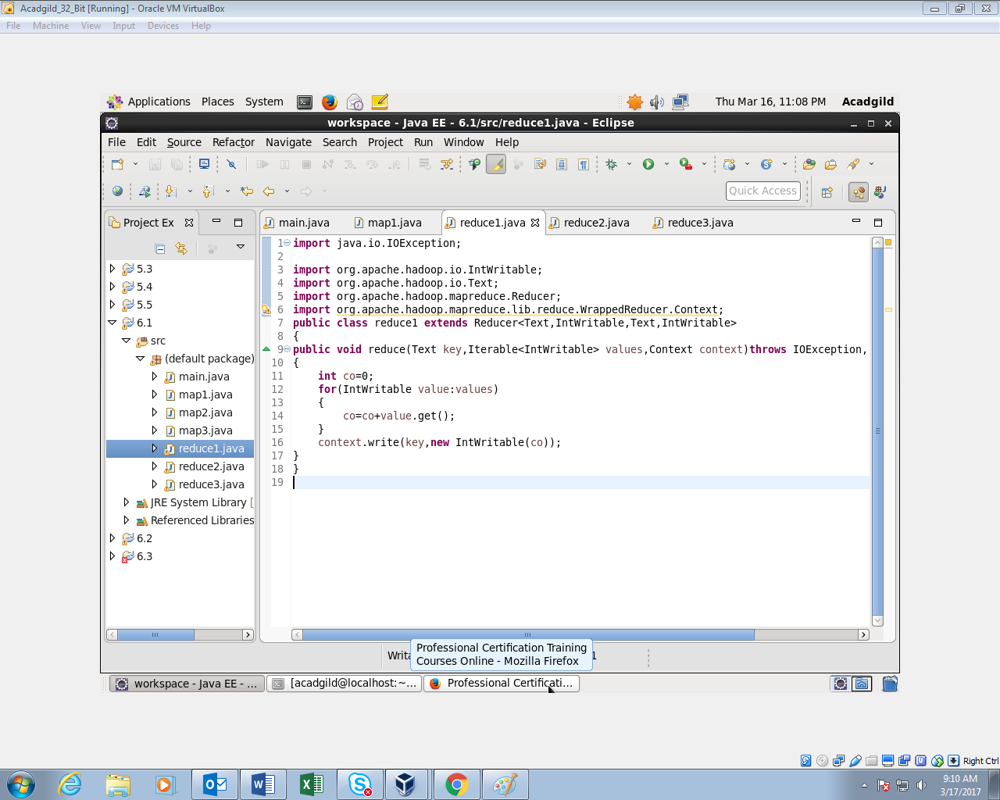 Acadgild_32_Bit [Running] - Oracle VM VirtualBox
File Machine View Input Devices Help
Applications Places System Thu Mar 16, 11:08 PM Acadgild
workspace - Java EE - 6.1/src/reduce1.java - Eclipse
File Edit Source Refactor Navigate Search Project Run Window Help
Quick Access
Project Ex
main.java map1.java reduce1.java reduce2.java reduce3.java
5.3
5.4
5.5
6.1
src
(default package)
main.java
map1.java
map2.java
map3.java
reduce1.java
reduce2.java
reduce3.java
JRE System Library [
Referenced Libraries
6.2
6.3
1 import java.io.IOException;
2
3 import org.apache.hadoop.io.IntWritable;
4 import org.apache.hadoop.io.Text;
5 import org.apache.hadoop.mapreduce.Reducer;
6 import org.apache.hadoop.mapreduce.lib.reduce.WrappedReducer.Context;
7 public class reduce1 extends Reducer<Text,IntWritable,Text,IntWritable>
8 {
9 public void reduce(Text key,Iterable<IntWritable> values,Context context)throws IOException,
10 {
11 int co=0;
12 for(IntWritable value:values)
13 {
14 co=co+value.get();
15 }
16 context.write(key,new IntWritable(co));
17 }
18 }
19
Writa 1
Professional Certification Training
Courses Online - Mozilla Firefox
workspace - Java EE - ... [acadgild@localhost:~... Professional Certificati...
Right Ctrl
9:10 AM
3/17/2017